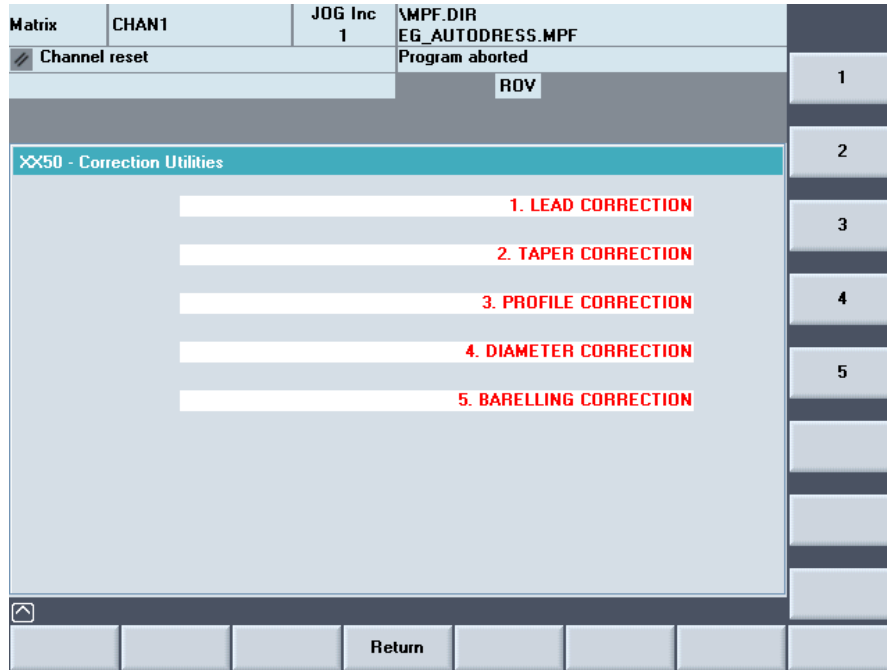 Matrix CHAN1 JOG Inc \MPF.DIR
1 EG_AUTODRESS.MPF
Channel reset Program aborted
ROV
XX50 - Correction Utilities
1. LEAD CORRECTION
2. TAPER CORRECTION
3. PROFILE CORRECTION
4. DIAMETER CORRECTION
5. BARELLING CORRECTION
1
2
3
4
5
Return